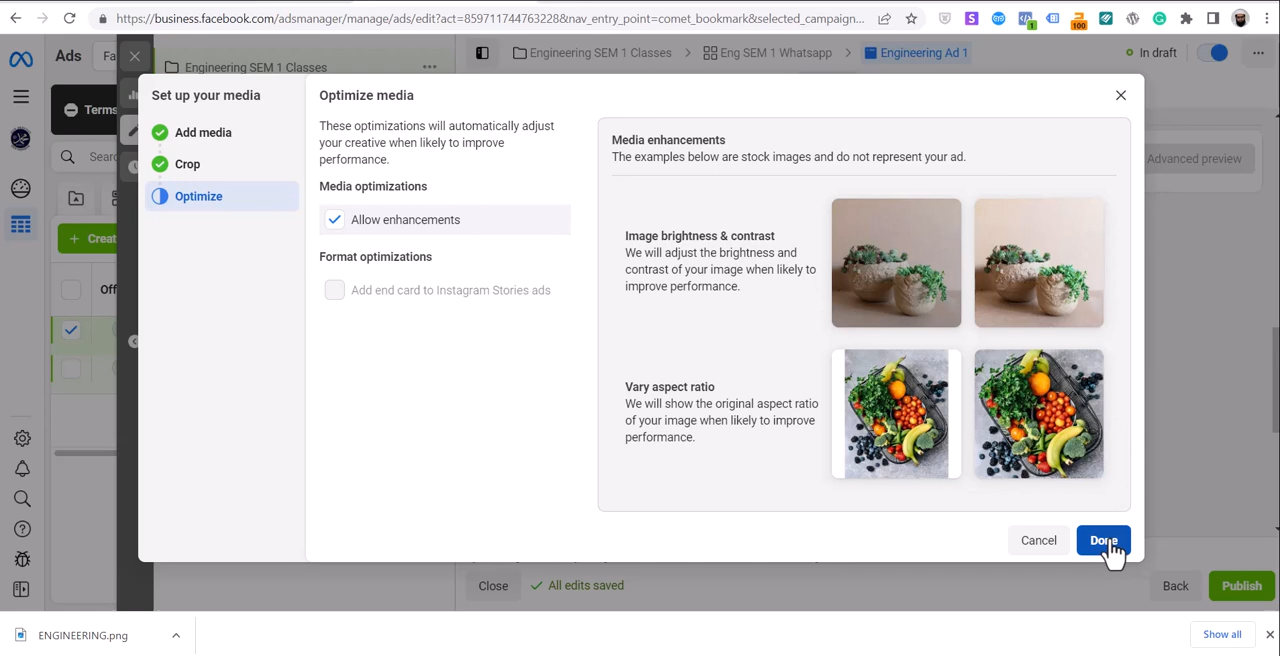 https://business.facebook.com/adsmanager/manage/ads/edit?act=859711744763228&nav_entry_point=comet_bookmark&selected_campaign...
1
100
Ads
Fa
Engineering SEM 1 Classes
Engineering SEM 1 Classes
Eng SEM 1 Whatsapp
Engineering Ad 1
In draft
Set up your media
Optimize media
Terms
Add media
These optimizations will automatically adjust
your creative when likely to improve
performance.
Media enhancements
The examples below are stock images and do not represent your ad.
Advanced preview
Crop
Optimize
Media optimizations
Allow enhancements
Image brightness & contrast
We will adjust the brightness and
contrast of your image when likely to
improve performance.
Format optimizations
Add end card to Instagram Stories ads
Vary aspect ratio
We will show the original aspect ratio
of your image when likely to improve
performance.
+ Creat
Off
Cancel
Done
Close
All edits saved
Back
Publish
ENGINEERING.png
Show all